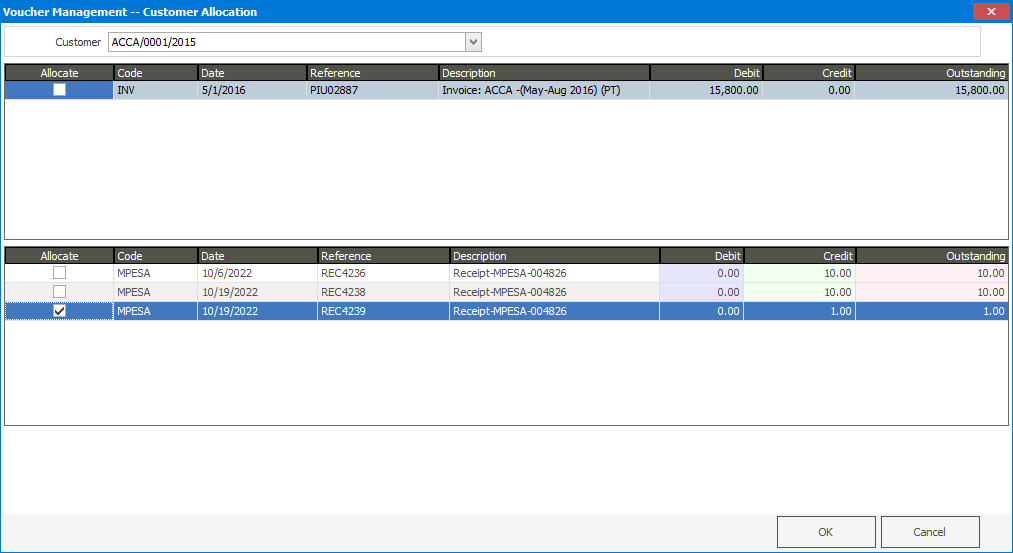 Voucher Management -- Customer Allocation
Customer ACCA/0001/2015
Allocate Code Date Reference Description Debit Credit Outstanding
INV 5/1/2016 PIU02887 Invoice: ACCA -(May-Aug 2016) (PT) 15,800.00 0.00 15,800.00
Allocate Code Date Reference Description Debit Credit Outstanding
MPESA 10/6/2022 REC4236 Receipt-MPESA-004826 0.00 10.00 10.00
MPESA 10/19/2022 REC4238 Receipt-MPESA-004826 0.00 10.00 10.00
MPESA 10/19/2022 REC4239 Receipt-MPESA-004826 0.00 1.00 1.00
OK Cancel